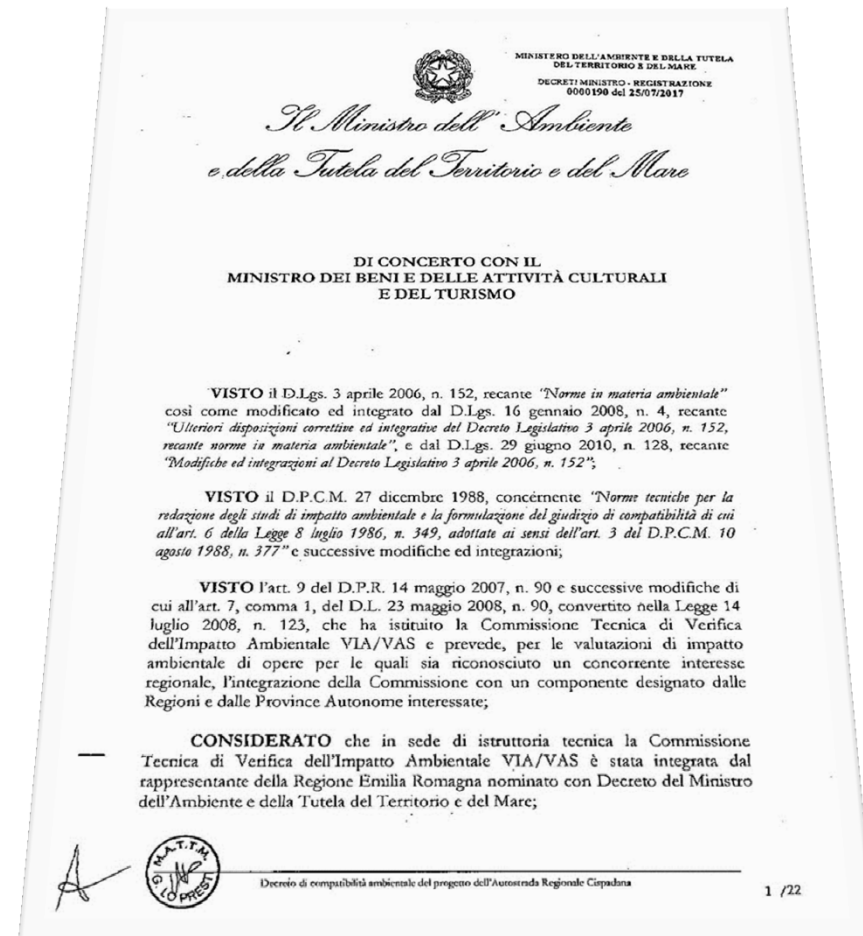 MINISTERO DELL'AMBIENTE E DELLA TUTELA
DEL TERRITORIO E DEL MARE
DECRETI MINISTRO - REGISTRAZIONE
0000190 del 25/07/2017
Il Ministro dell' Ambiente
e della Tutela del Territorio e del Mare
DI CONCERTO CON IL
MINISTRO DEI BENI E DELLE ATTIVITÀ CULTURALI
E DEL TURISMO
VISTO il D.Lgs. 3 aprile 2006, n. 152, recante "Norme in materia ambientale"
così come modificato ed integrato dal D.Lgs. 16 gennaio 2008, n. 4, recante
"Ulteriori disposizioni correttive ed integrative del Decreto Legislativo 3 aprile 2006, n. 152,
recante norme in materia ambientale", e dal D.Lgs. 29 giugno 2010, n. 128, recante
"Modifiche ed integrazioni al Decreto Legislativo 3 aprile 2006, n. 152";
VISTO il D.P.C.M. 27 dicembre 1988, concernente "Norme tecniche per la
redazione degli studi di impatto ambientale e la formulazione del giudizio di compatibilità di cui
all'art. 6 della Legge 8 luglio 1986, n. 349, adottate ai sensi dell'art. 3 del D.P.C.M. 10
agosto 1988, n. 377" e successive modifiche ed integrazioni;
VISTO l'art. 9 del D.P.R. 14 maggio 2007, n. 90 e successive modifiche di
cui all'art. 7, comma 1, del D.L. 23 maggio 2008, n. 90, convertito nella Legge 14
luglio 2008, n. 123, che ha istituito la Commissione Tecnica di Verifica
dell'Impatto Ambientale VIA/VAS e prevede, per le valutazioni di impatto
ambientale di opere per le quali sia riconosciuto un concorrente interesse
regionale, l'integrazione della Commissione con un componente designato dalle
Regioni e dalle Province Autonome interessate;
CONSIDERATO che in sede di istruttoria tecnica la Commissione
Tecnica di Verifica dell'Impatto Ambientale VIA/VAS è stata integrata dal
rappresentante della Regione Emilia Romagna nominato con Decreto del Ministro
dell'Ambiente e della Tutela del Territorio e del Mare;
M.A.T.T.M.
G. LO PRESTI
Decreto di compatibilità ambientale del progetto dell'Autostrada Regionale Cispadana
1 /22